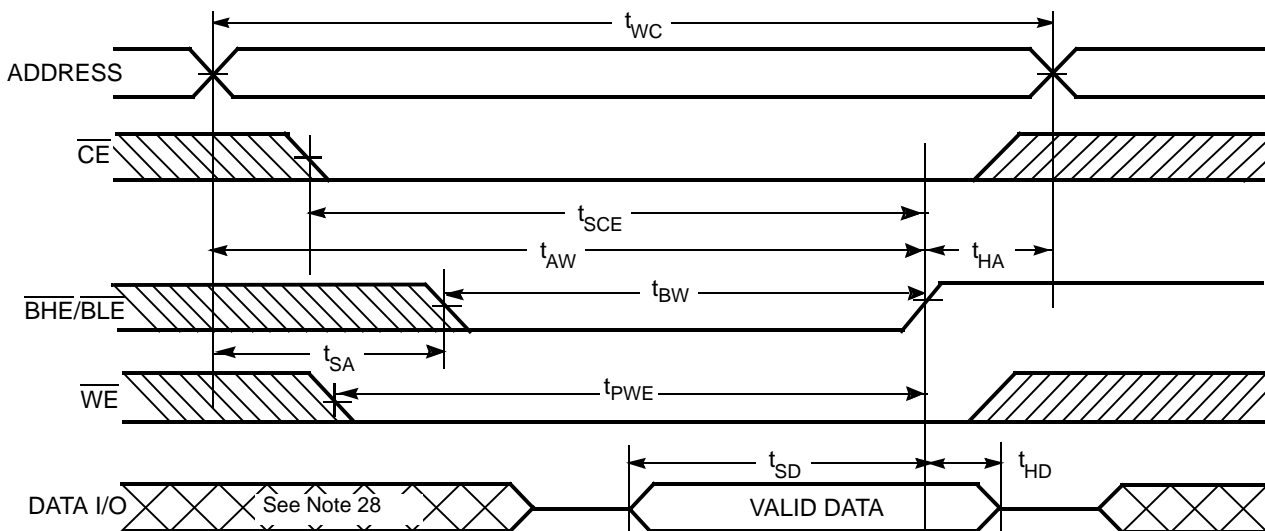 tWC
ADDRESS
CE
tSCE
tAW
tHA
BHE/BLE
tBW
tSA
WE
tPWE
tSD
tHD
DATA I/O
See Note 28
VALID DATA